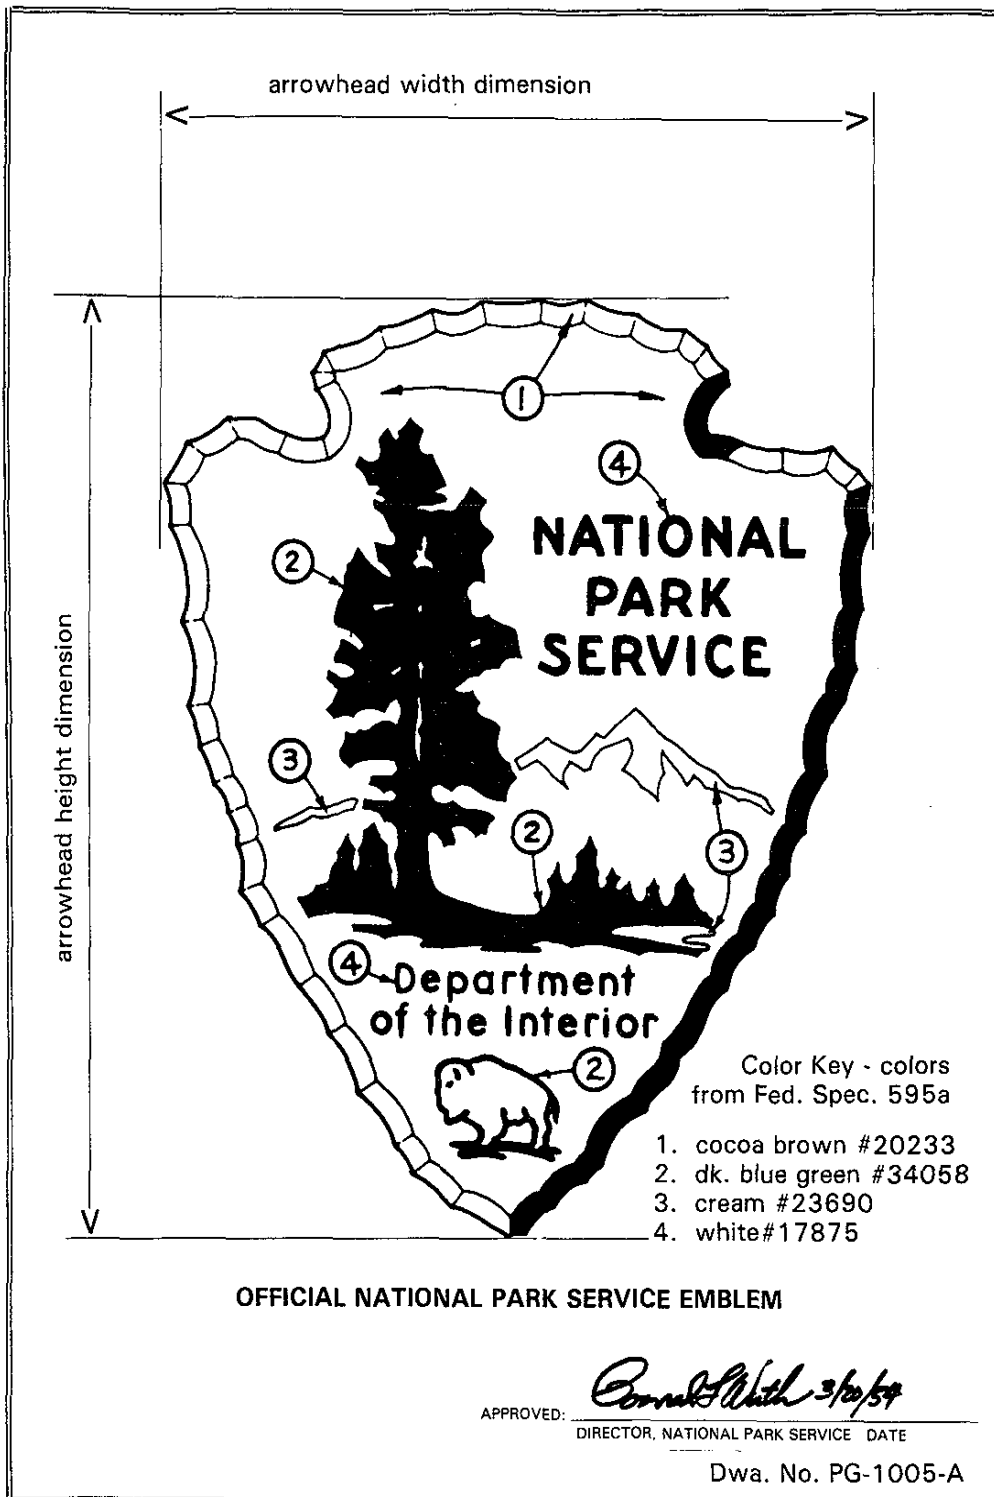 arrowhead width dimension
arrowhead height dimension
1
4
NATIONAL
PARK
SERVICE
2
3
2
3
4
Department
of the Interior
2
Color Key - colors
from Fed. Spec. 595a
1. cocoa brown #20233
2. dk. blue green #34058
3. cream #23690
4. white#17875
OFFICIAL NATIONAL PARK SERVICE EMBLEM
Conrad L Wirth 3/20/54
APPROVED:
DIRECTOR, NATIONAL PARK SERVICE DATE
Dwa. No. PG-1005-A